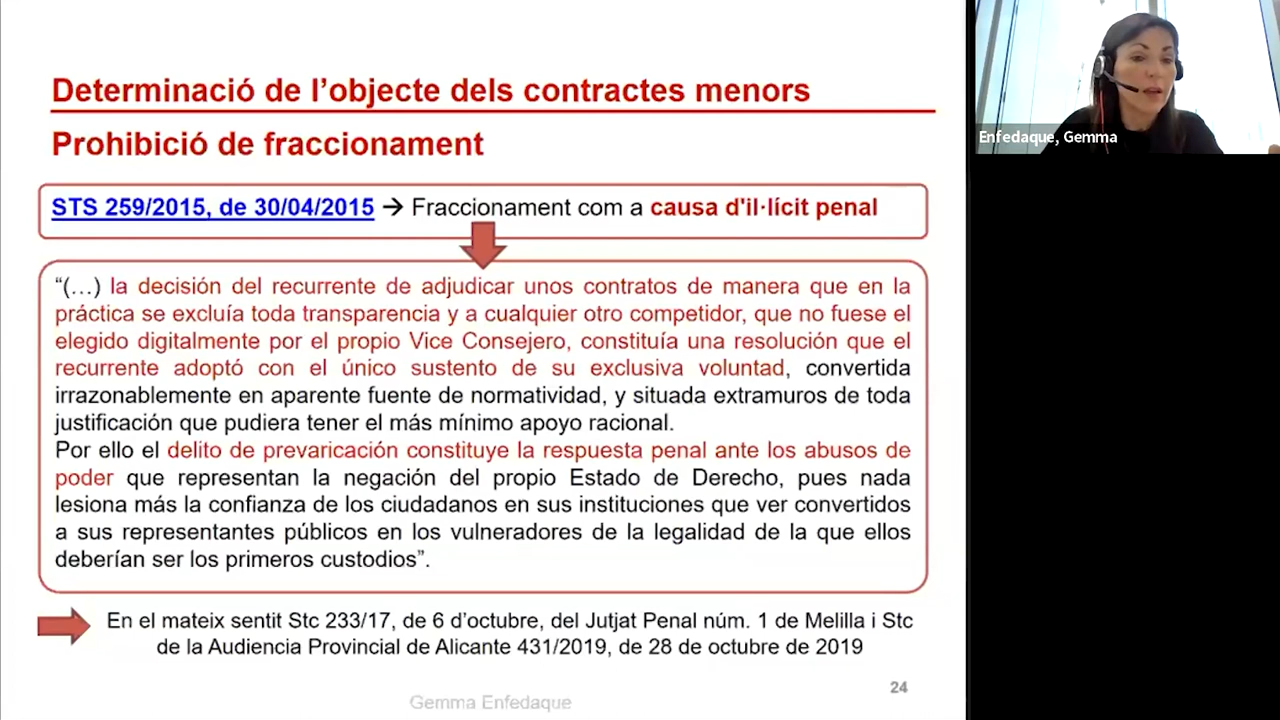 Determinació de l’objecte dels contractes menors
Prohibició de fraccionament
STS 259/2015, de 30/04/2015 → Fraccionament com a causa d'il·lícit penal
“(…) la decisión del recurrente de adjudicar unos contratos de manera que en la
práctica se excluía toda transparencia y a cualquier otro competidor, que no fuese el
elegido digitalmente por el propio Vice Consejero, constituía una resolución que el
recurrente adoptó con el único sustento de su exclusiva voluntad, convertida
irrazonablemente en aparente fuente de normatividad, y situada extramuros de toda
justificación que pudiera tener el más mínimo apoyo racional.
Por ello el delito de prevaricación constituye la respuesta penal ante los abusos de
poder que representan la negación del propio Estado de Derecho, pues nada
lesiona más la confianza de los ciudadanos en sus instituciones que ver convertidos
a sus representantes públicos en los vulneradores de la legalidad de la que ellos
deberían ser los primeros custodios”.
En el mateix sentit Stc 233/17, de 6 d’octubre, del Jutjat Penal núm. 1 de Melilla i Stc
de la Audiencia Provincial de Alicante 431/2019, de 28 de octubre de 2019
24
Gemma Enfedaque
Enfedaque, Gemma